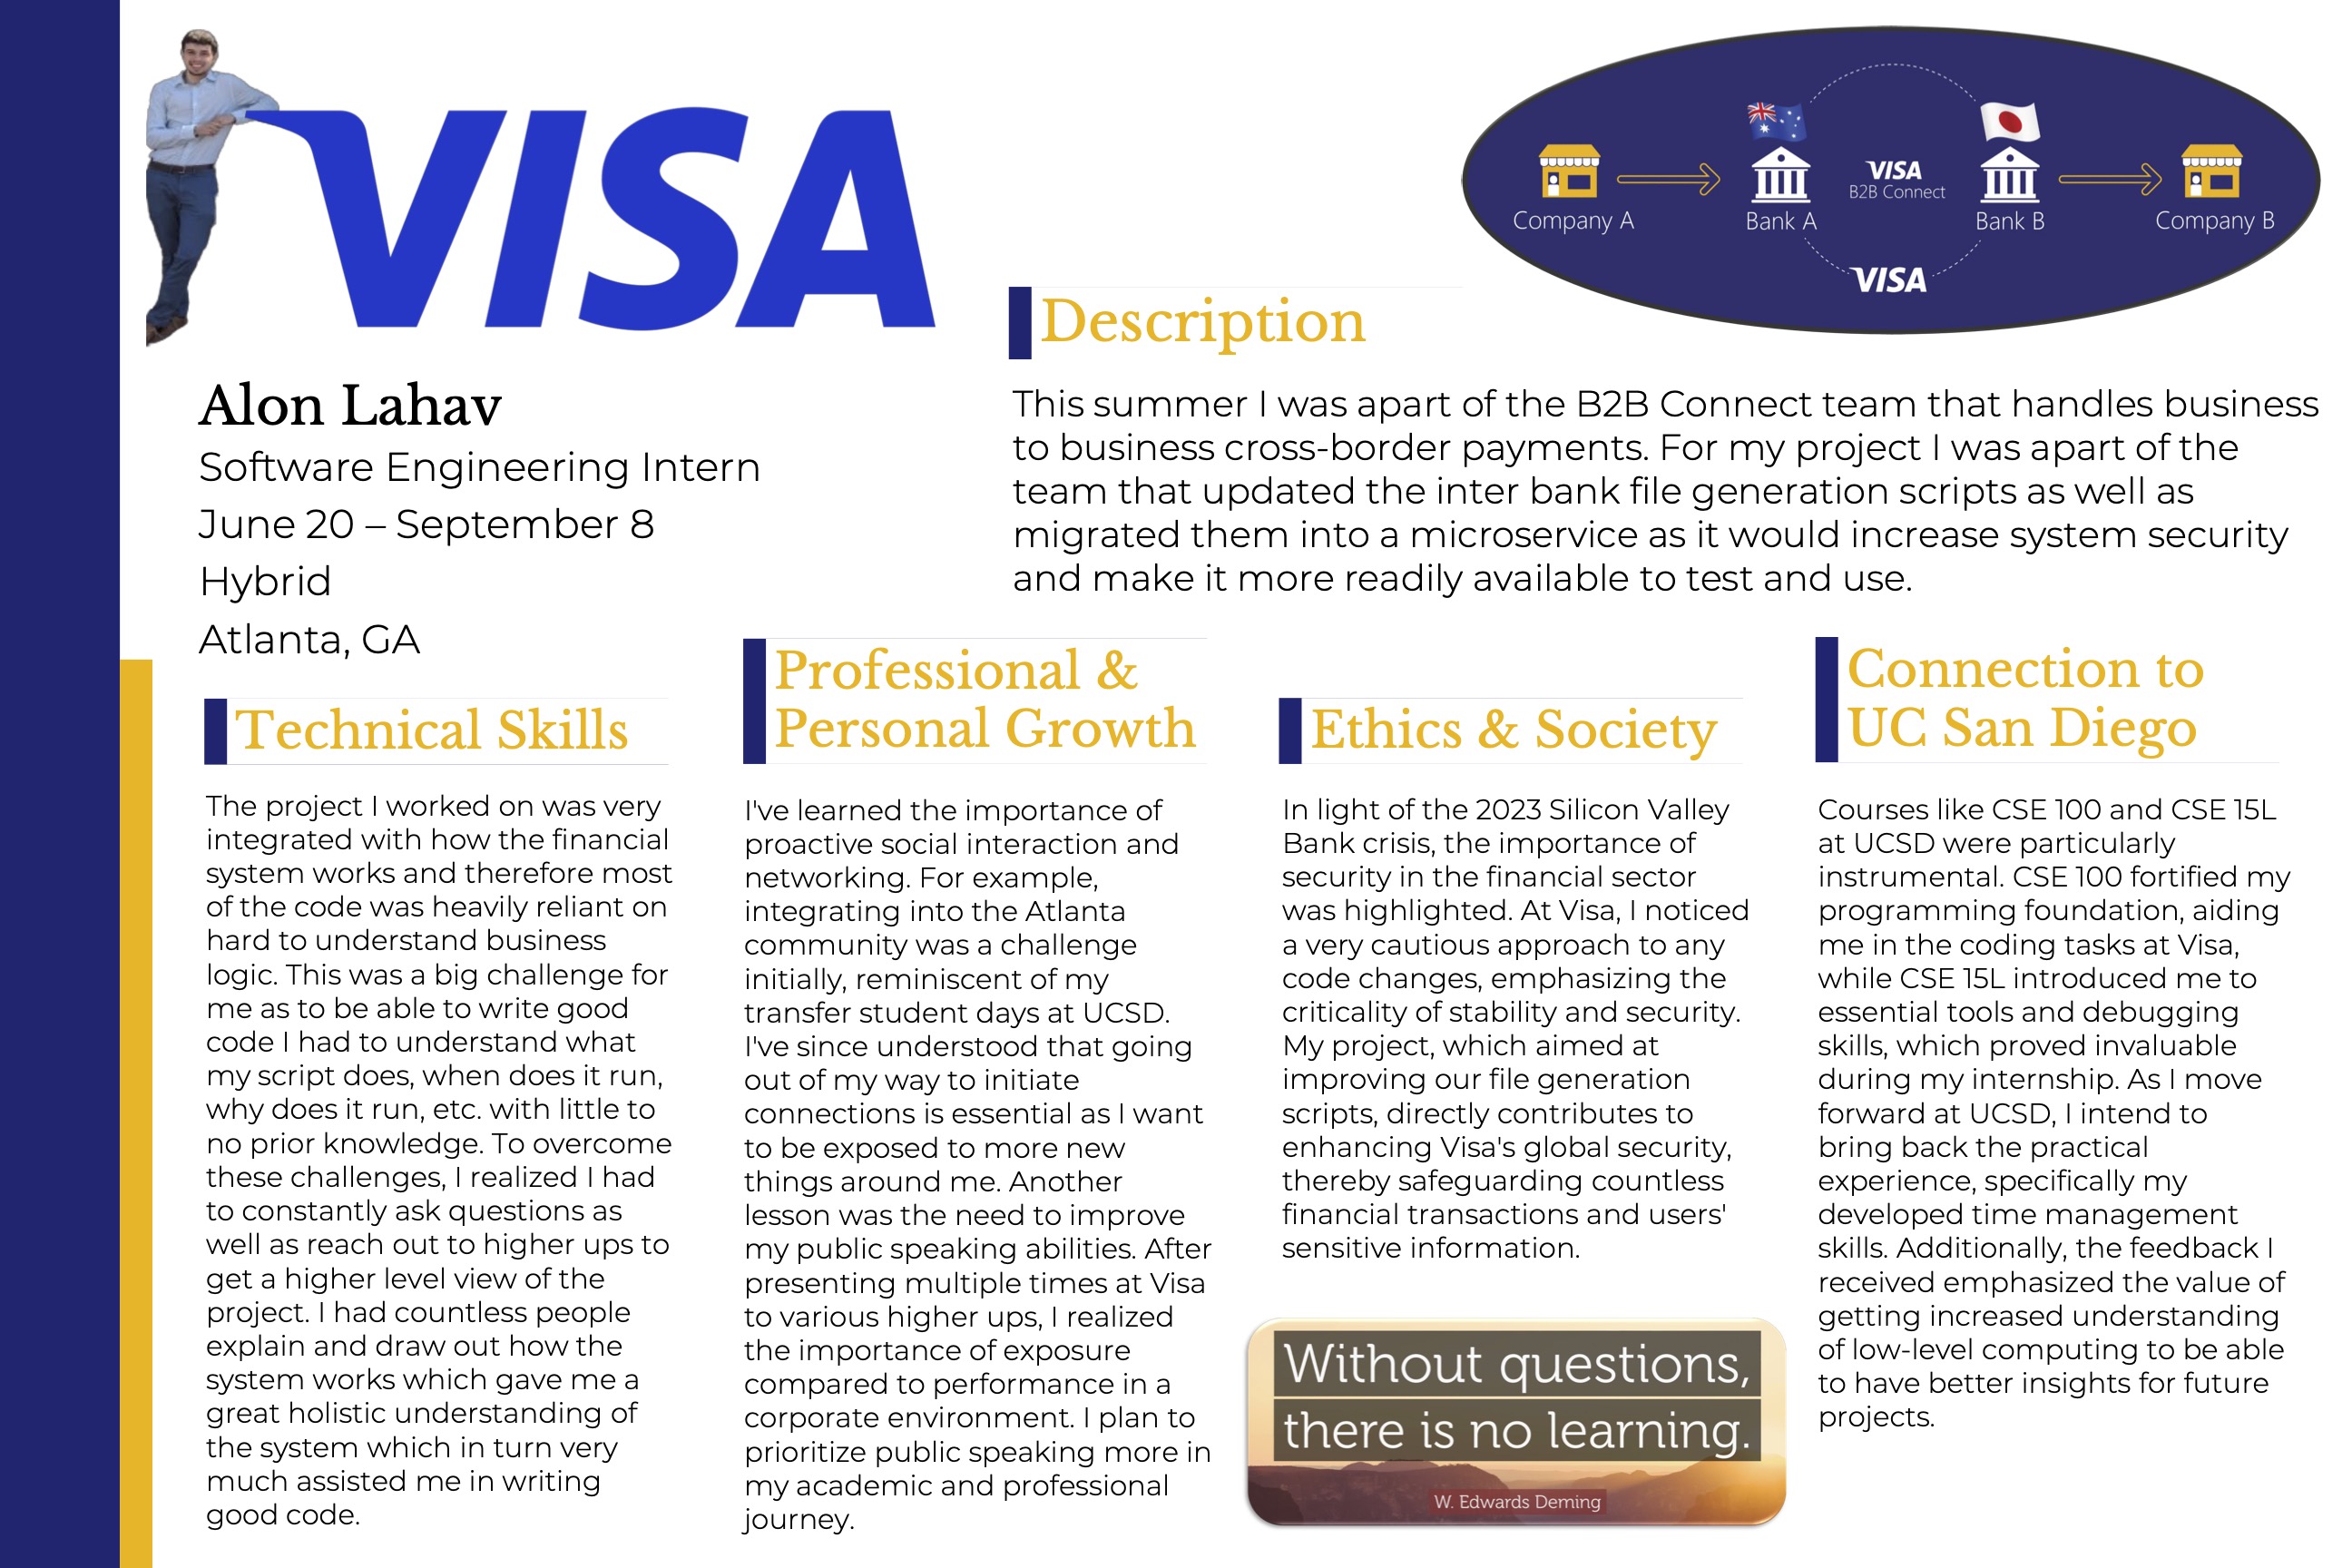 VISA
Company A
Bank A
VISA
B2B Connect
Bank B
Company B
VISA
Alon Lahav
Software Engineering Intern
June 20 – September 8
Hybrid
Atlanta, GA
Description
This summer I was apart of the B2B Connect team that handles business
to business cross-border payments. For my project I was apart of the
team that updated the inter bank file generation scripts as well as
migrated them into a microservice as it would increase system security
and make it more readily available to test and use.
Technical Skills
The project I worked on was very
integrated with how the financial
system works and therefore most
of the code was heavily reliant on
hard to understand business
logic. This was a big challenge for
me as to be able to write good
code I had to understand what
my script does, when does it run,
why does it run, etc. with little to
no prior knowledge. To overcome
these challenges, I realized I had
to constantly ask questions as
well as reach out to higher ups to
get a higher level view of the
project. I had countless people
explain and draw out how the
system works which gave me a
great holistic understanding of
the system which in turn very
much assisted me in writing
good code.
Professional &
Personal Growth
I've learned the importance of
proactive social interaction and
networking. For example,
integrating into the Atlanta
community was a challenge
initially, reminiscent of my
transfer student days at UCSD.
I've since understood that going
out of my way to initiate
connections is essential as I want
to be exposed to more new
things around me. Another
lesson was the need to improve
my public speaking abilities. After
presenting multiple times at Visa
to various higher ups, I realized
the importance of exposure
compared to performance in a
corporate environment. I plan to
prioritize public speaking more in
my academic and professional
journey.
Ethics & Society
In light of the 2023 Silicon Valley
Bank crisis, the importance of
security in the financial sector
was highlighted. At Visa, I noticed
a very cautious approach to any
code changes, emphasizing the
criticality of stability and security.
My project, which aimed at
improving our file generation
scripts, directly contributes to
enhancing Visa's global security,
thereby safeguarding countless
financial transactions and users'
sensitive information.
Without questions,
there is no learning.
W. Edwards Deming
Connection to
UC San Diego
Courses like CSE 100 and CSE 15L
at UCSD were particularly
instrumental. CSE 100 fortified my
programming foundation, aiding
me in the coding tasks at Visa,
while CSE 15L introduced me to
essential tools and debugging
skills, which proved invaluable
during my internship. As I move
forward at UCSD, I intend to
bring back the practical
experience, specifically my
developed time management
skills. Additionally, the feedback I
received emphasized the value of
getting increased understanding
of low-level computing to be able
to have better insights for future
projects.